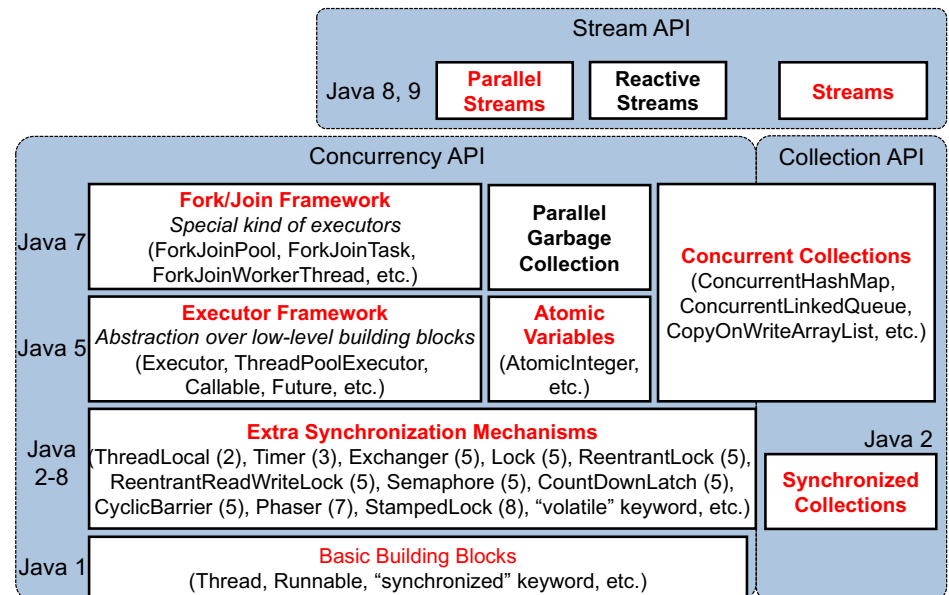 Stream API
Java 8, 9
Parallel
Streams
Reactive
Streams
Streams
Concurrency API
Collection API
Java 7
Fork/Join Framework
Special kind of executors
(ForkJoinPool, ForkJoinTask,
ForkJoinWorkerThread, etc.)
Parallel
Garbage
Collection
Concurrent Collections
(ConcurrentHashMap,
ConcurrentLinkedQueue,
CopyOnWriteArrayList, etc.)
Java 5
Executor Framework
Abstraction over low-level building blocks
(Executor, ThreadPoolExecutor,
Callable, Future, etc.)
Atomic
Variables
(AtomicInteger,
etc.)
Java
2-8
Extra Synchronization Mechanisms
(ThreadLocal (2), Timer (3), Exchanger (5), Lock (5), ReentrantLock (5),
ReentrantReadWriteLock (5), Semaphore (5), CountDownLatch (5),
CyclicBarrier (5), Phaser (7), StampedLock (8), “volatile” keyword, etc.)
Java 2
Synchronized
Collections
Java 1
Basic Building Blocks
(Thread, Runnable, “synchronized” keyword, etc.)